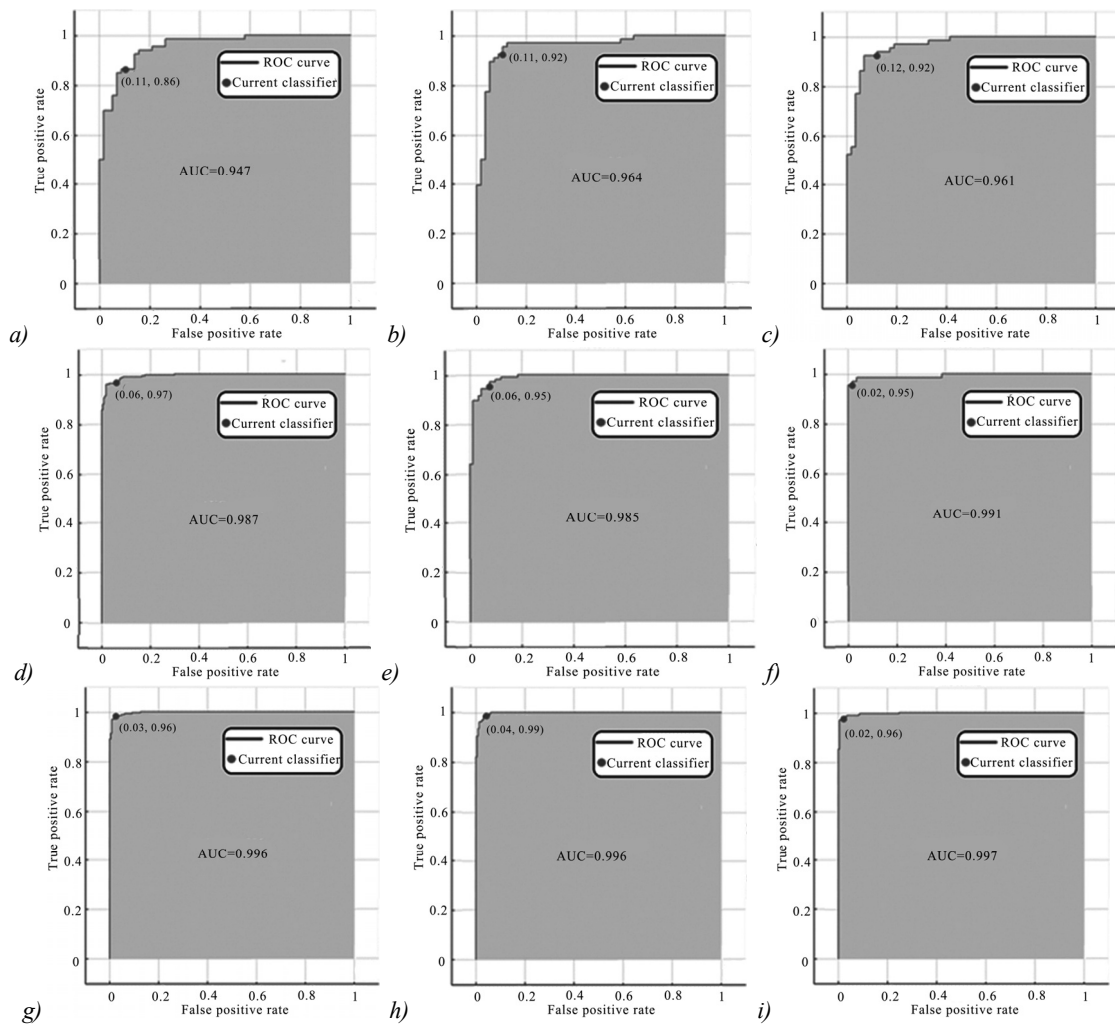 1
0.8
0.6
0.4
0.2
0
True positive rate
(0.11, 0.86)
ROC curve
Current classifier
AUC=0.947
0 0.2 0.4 0.6 0.8 1
False positive rate
a)
1
0.8
0.6
0.4
0.2
0
True positive rate
(0.11, 0.92)
ROC curve
Current classifier
AUC=0.964
0 0.2 0.4 0.6 0.8 1
False positive rate
b)
1
0.8
0.6
0.4
0.2
0
True positive rate
(0.12, 0.92)
ROC curve
Current classifier
AUC=0.961
0 0.2 0.4 0.6 0.8 1
False positive rate
c)
1
0.8
0.6
0.4
0.2
0
True positive rate
(0.06, 0.97)
ROC curve
Current classifier
AUC=0.987
0 0.2 0.4 0.6 0.8 1
False positive rate
d)
1
0.8
0.6
0.4
0.2
0
True positive rate
(0.06, 0.95)
ROC curve
Current classifier
AUC=0.985
0 0.2 0.4 0.6 0.8 1
False positive rate
e)
1
0.8
0.6
0.4
0.2
0
True positive rate
(0.02, 0.95)
ROC curve
Current classifier
AUC=0.991
0 0.2 0.4 0.6 0.8 1
False positive rate
f)
1
0.8
0.6
0.4
0.2
0
True positive rate
(0.03, 0.96)
ROC curve
Current classifier
AUC=0.996
0 0.2 0.4 0.6 0.8 1
False positive rate
g)
1
0.8
0.6
0.4
0.2
0
True positive rate
(0.04, 0.99)
ROC curve
Current classifier
AUC=0.996
0 0.2 0.4 0.6 0.8 1
False positive rate
h)
1
0.8
0.6
0.4
0.2
0
True positive rate
(0.02, 0.96)
ROC curve
Current classifier
AUC=0.997
0 0.2 0.4 0.6 0.8 1
False positive rate
i)